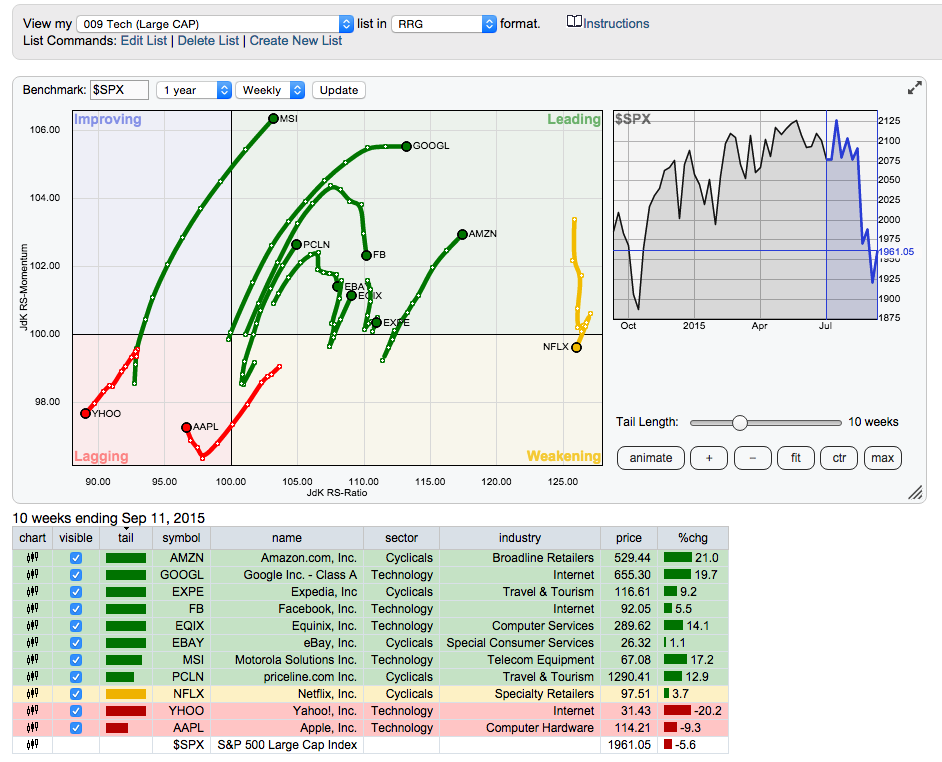 View my 009 Tech (Large CAP) list in RRG format. Instructions
List Commands: Edit List | Delete List | Create New List
Benchmark: $SPX 1 year Weekly Update
Improving Leading
106.00
104.00
102.00
100.00
98.00
JdK RS-Momentum
MSI
GOOGL
AMZN
PCLN
FB
EBAY
EQIX
EXPE
NFLX
YHOO
AAPL
Lagging Weakening
90.00 95.00 100.00 105.00 110.00 115.00 120.00 125.00
JdK RS-Ratio
$SPX
2125
2100
2075
2050
2025
2000
1975
1961.05
1950
1925
1900
1875
Oct 2015 Apr Jul
Tail Length: 10 weeks
animate + − fit ctr max
10 weeks ending Sep 11, 2015
chart visible tail symbol name sector industry price %chg
AMZN Amazon.com, Inc. Cyclicals Broadline Retailers 529.44 21.0
GOOGL Google Inc. - Class A Technology Internet 655.30 19.7
EXPE Expedia, Inc Cyclicals Travel & Tourism 116.61 9.2
FB Facebook, Inc. Technology Internet 92.05 5.5
EQIX Equinix, Inc. Technology Computer Services 289.62 14.1
EBAY eBay, Inc. Cyclicals Special Consumer Services 26.32 1.1
MSI Motorola Solutions Inc. Technology Telecom Equipment 67.08 17.2
PCLN priceline.com Inc. Cyclicals Travel & Tourism 1290.41 12.9
NFLX Netflix, Inc. Cyclicals Specialty Retailers 97.51 3.7
YHOO Yahoo!, Inc. Technology Internet 31.43 -20.2
AAPL Apple, Inc. Technology Computer Hardware 114.21 -9.3
$SPX S&P 500 Large Cap Index 1961.05 -5.6